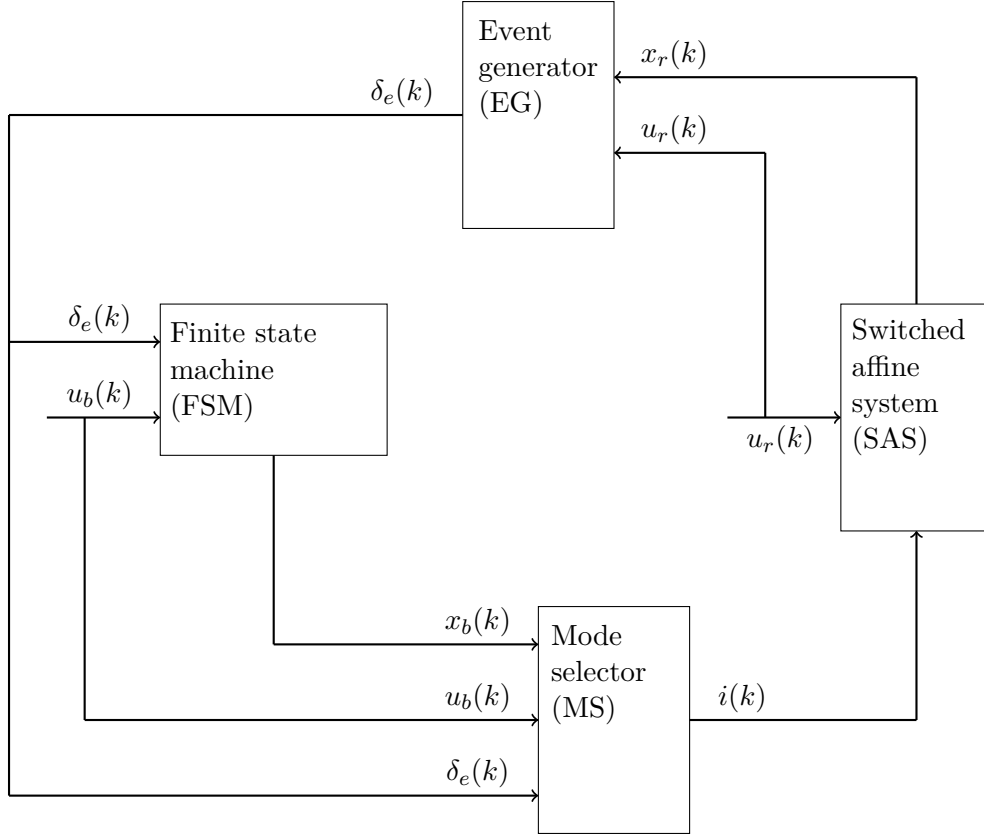 Event
generator
(EG)
x_r(k)
δ_e(k)
u_r(k)
δ_e(k)
Finite state
machine
(FSM)
u_b(k)
Switched
affine
system
(SAS)
u_r(k)
x_b(k)
Mode
selector
(MS)
u_b(k)
i(k)
δ_e(k)